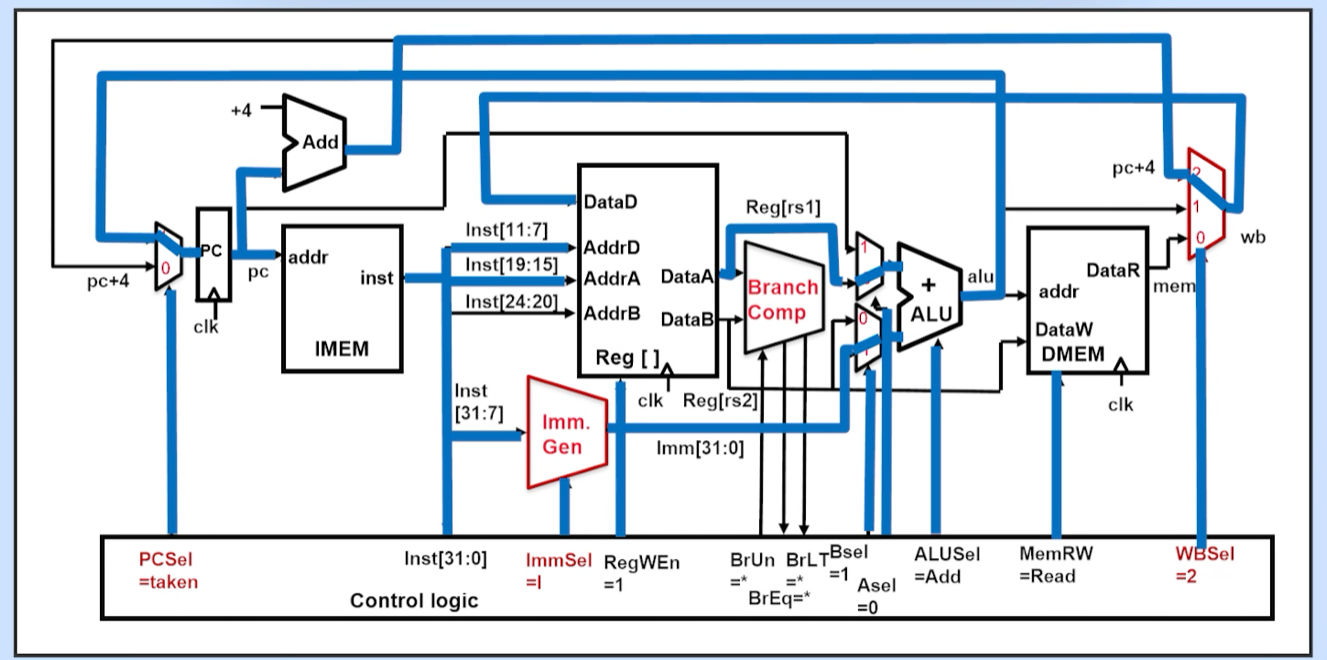 +4
Add
pc+4
2
1
0
wb
DataD
Reg[rs1]
Inst[11:7]
AddrD
1
PC
pc
addr
inst
Inst[19:15]
AddrA
DataA
Branch
Comp
+
ALU
alu
DataR
mem
addr
0
pc+4
clk
IMEM
Inst[24:20]
AddrB
DataB
0
1
DataW
DMEM
Reg [ ]
clk
Reg[rs2]
clk
Inst
[31:7]
Imm.
Gen
Imm[31:0]
PCSel
=taken
Inst[31:0]
ImmSel
=I
RegWEn
=1
BrUn
=*
BrLT
=*
BrEq=*
Bsel
=1
Asel
=0
ALUSel
=Add
MemRW
=Read
WBSel
=2
Control logic